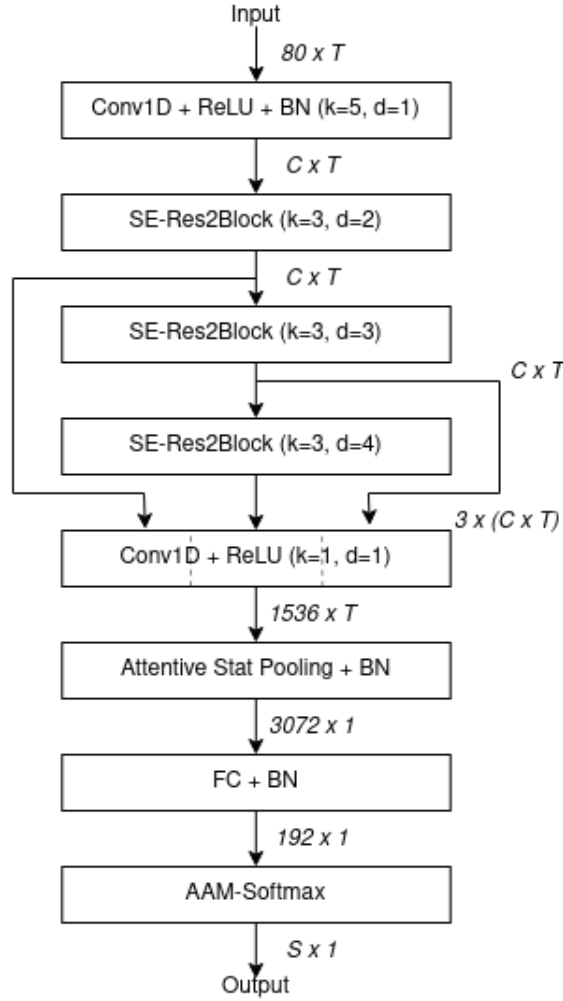 Input
80 x T
Conv1D + ReLU + BN (k=5, d=1)
C x T
SE-Res2Block (k=3, d=2)
C x T
SE-Res2Block (k=3, d=3)
C x T
SE-Res2Block (k=3, d=4)
3 x (C x T)
Conv1D + ReLU (k=1, d=1)
1536 x T
Attentive Stat Pooling + BN
3072 x 1
FC + BN
192 x 1
AAM-Softmax
S x 1
Output